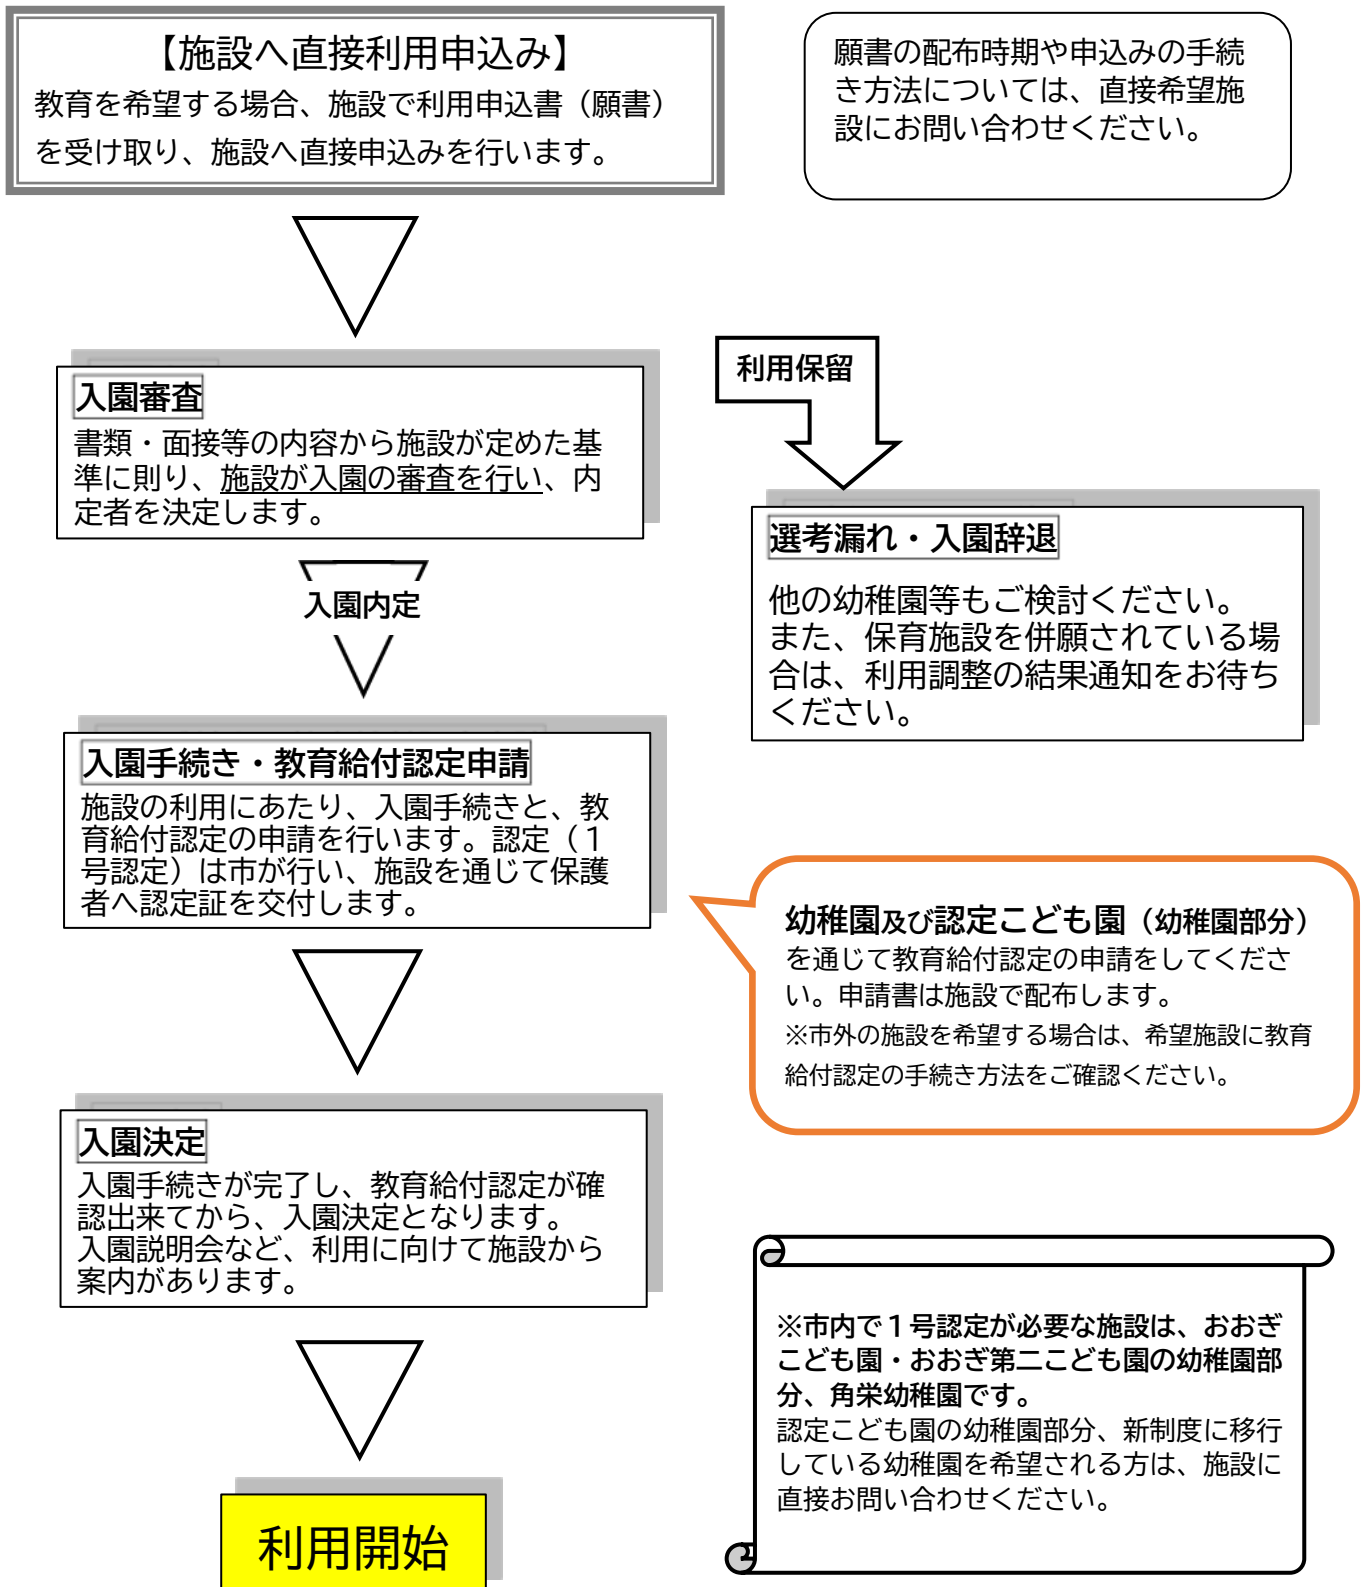 【施設へ直接利用申込み】
教育を希望する場合、施設で利用申込書（願書）
を受け取り、施設へ直接申込みを行います。
願書の配布時期や申込みの手続
き方法については、直接希望施
設にお問い合わせください。
入園審査
書類・面接等の内容から施設が定めた基
準に則り、施設が入園の審査を行い、内
定者を決定します。
利用保留
選考漏れ・入園辞退
他の幼稚園等もご検討ください。
また、保育施設を併願されている場
合は、利用調整の結果通知をお待ち
ください。
入園内定
入園手続き・教育給付認定申請
施設の利用にあたり、入園手続きと、教
育給付認定の申請を行います。認定（１
号認定）は市が行い、施設を通じて保護
者へ認定証を交付します。
幼稚園及び認定こども園（幼稚園部分）
を通じて教育給付認定の申請をしてくださ
い。申請書は施設で配布します。
※市外の施設を希望する場合は、希望施設に教育
給付認定の手続き方法をご確認ください。
入園決定
入園手続きが完了し、教育給付認定が確
認出来てから、入園決定となります。
入園説明会など、利用に向けて施設から
案内があります。
※市内で１号認定が必要な施設は、おおぎ
こども園・おおぎ第二こども園の幼稚園部
分、角栄幼稚園です。
認定こども園の幼稚園部分、新制度に移行
している幼稚園を希望される方は、施設に
直接お問い合わせください。
利用開始